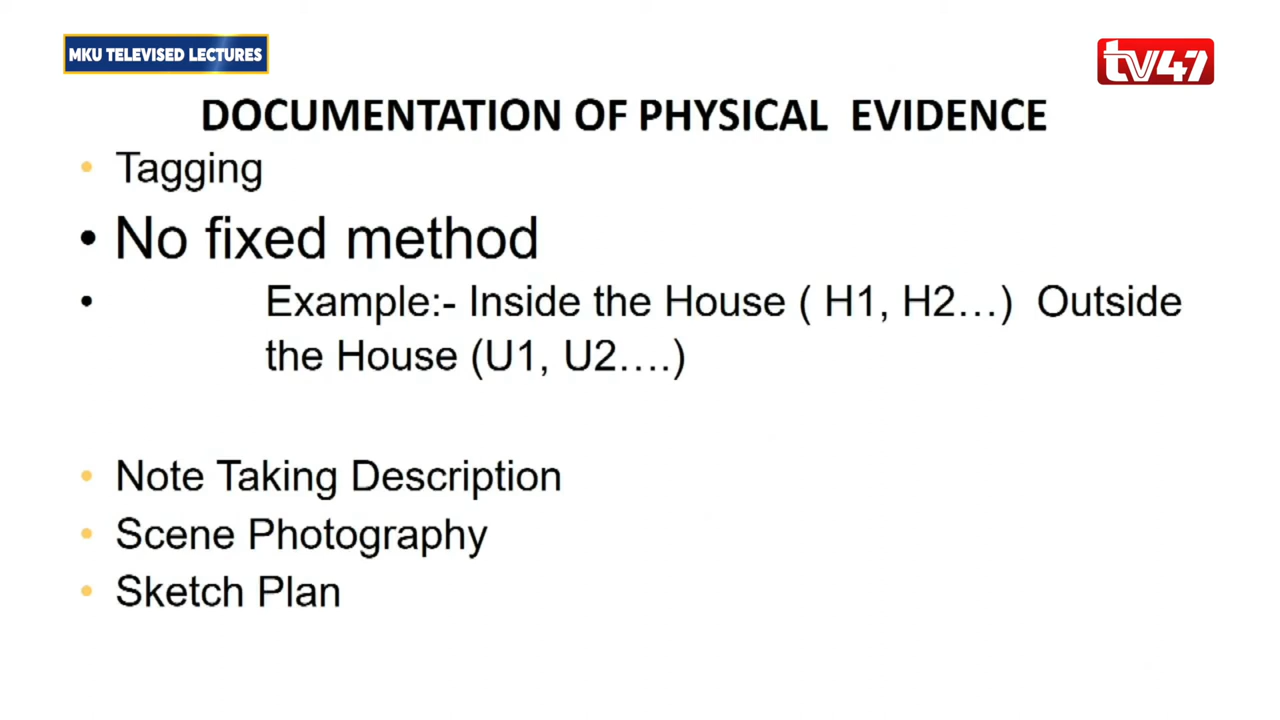 MKU TELEVISED LECTURES
tv47
DOCUMENTATION OF PHYSICAL EVIDENCE
• Tagging
• No fixed method
• Example:- Inside the House ( H1, H2…) Outside
the House (U1, U2….)
• Note Taking Description
• Scene Photography
• Sketch Plan